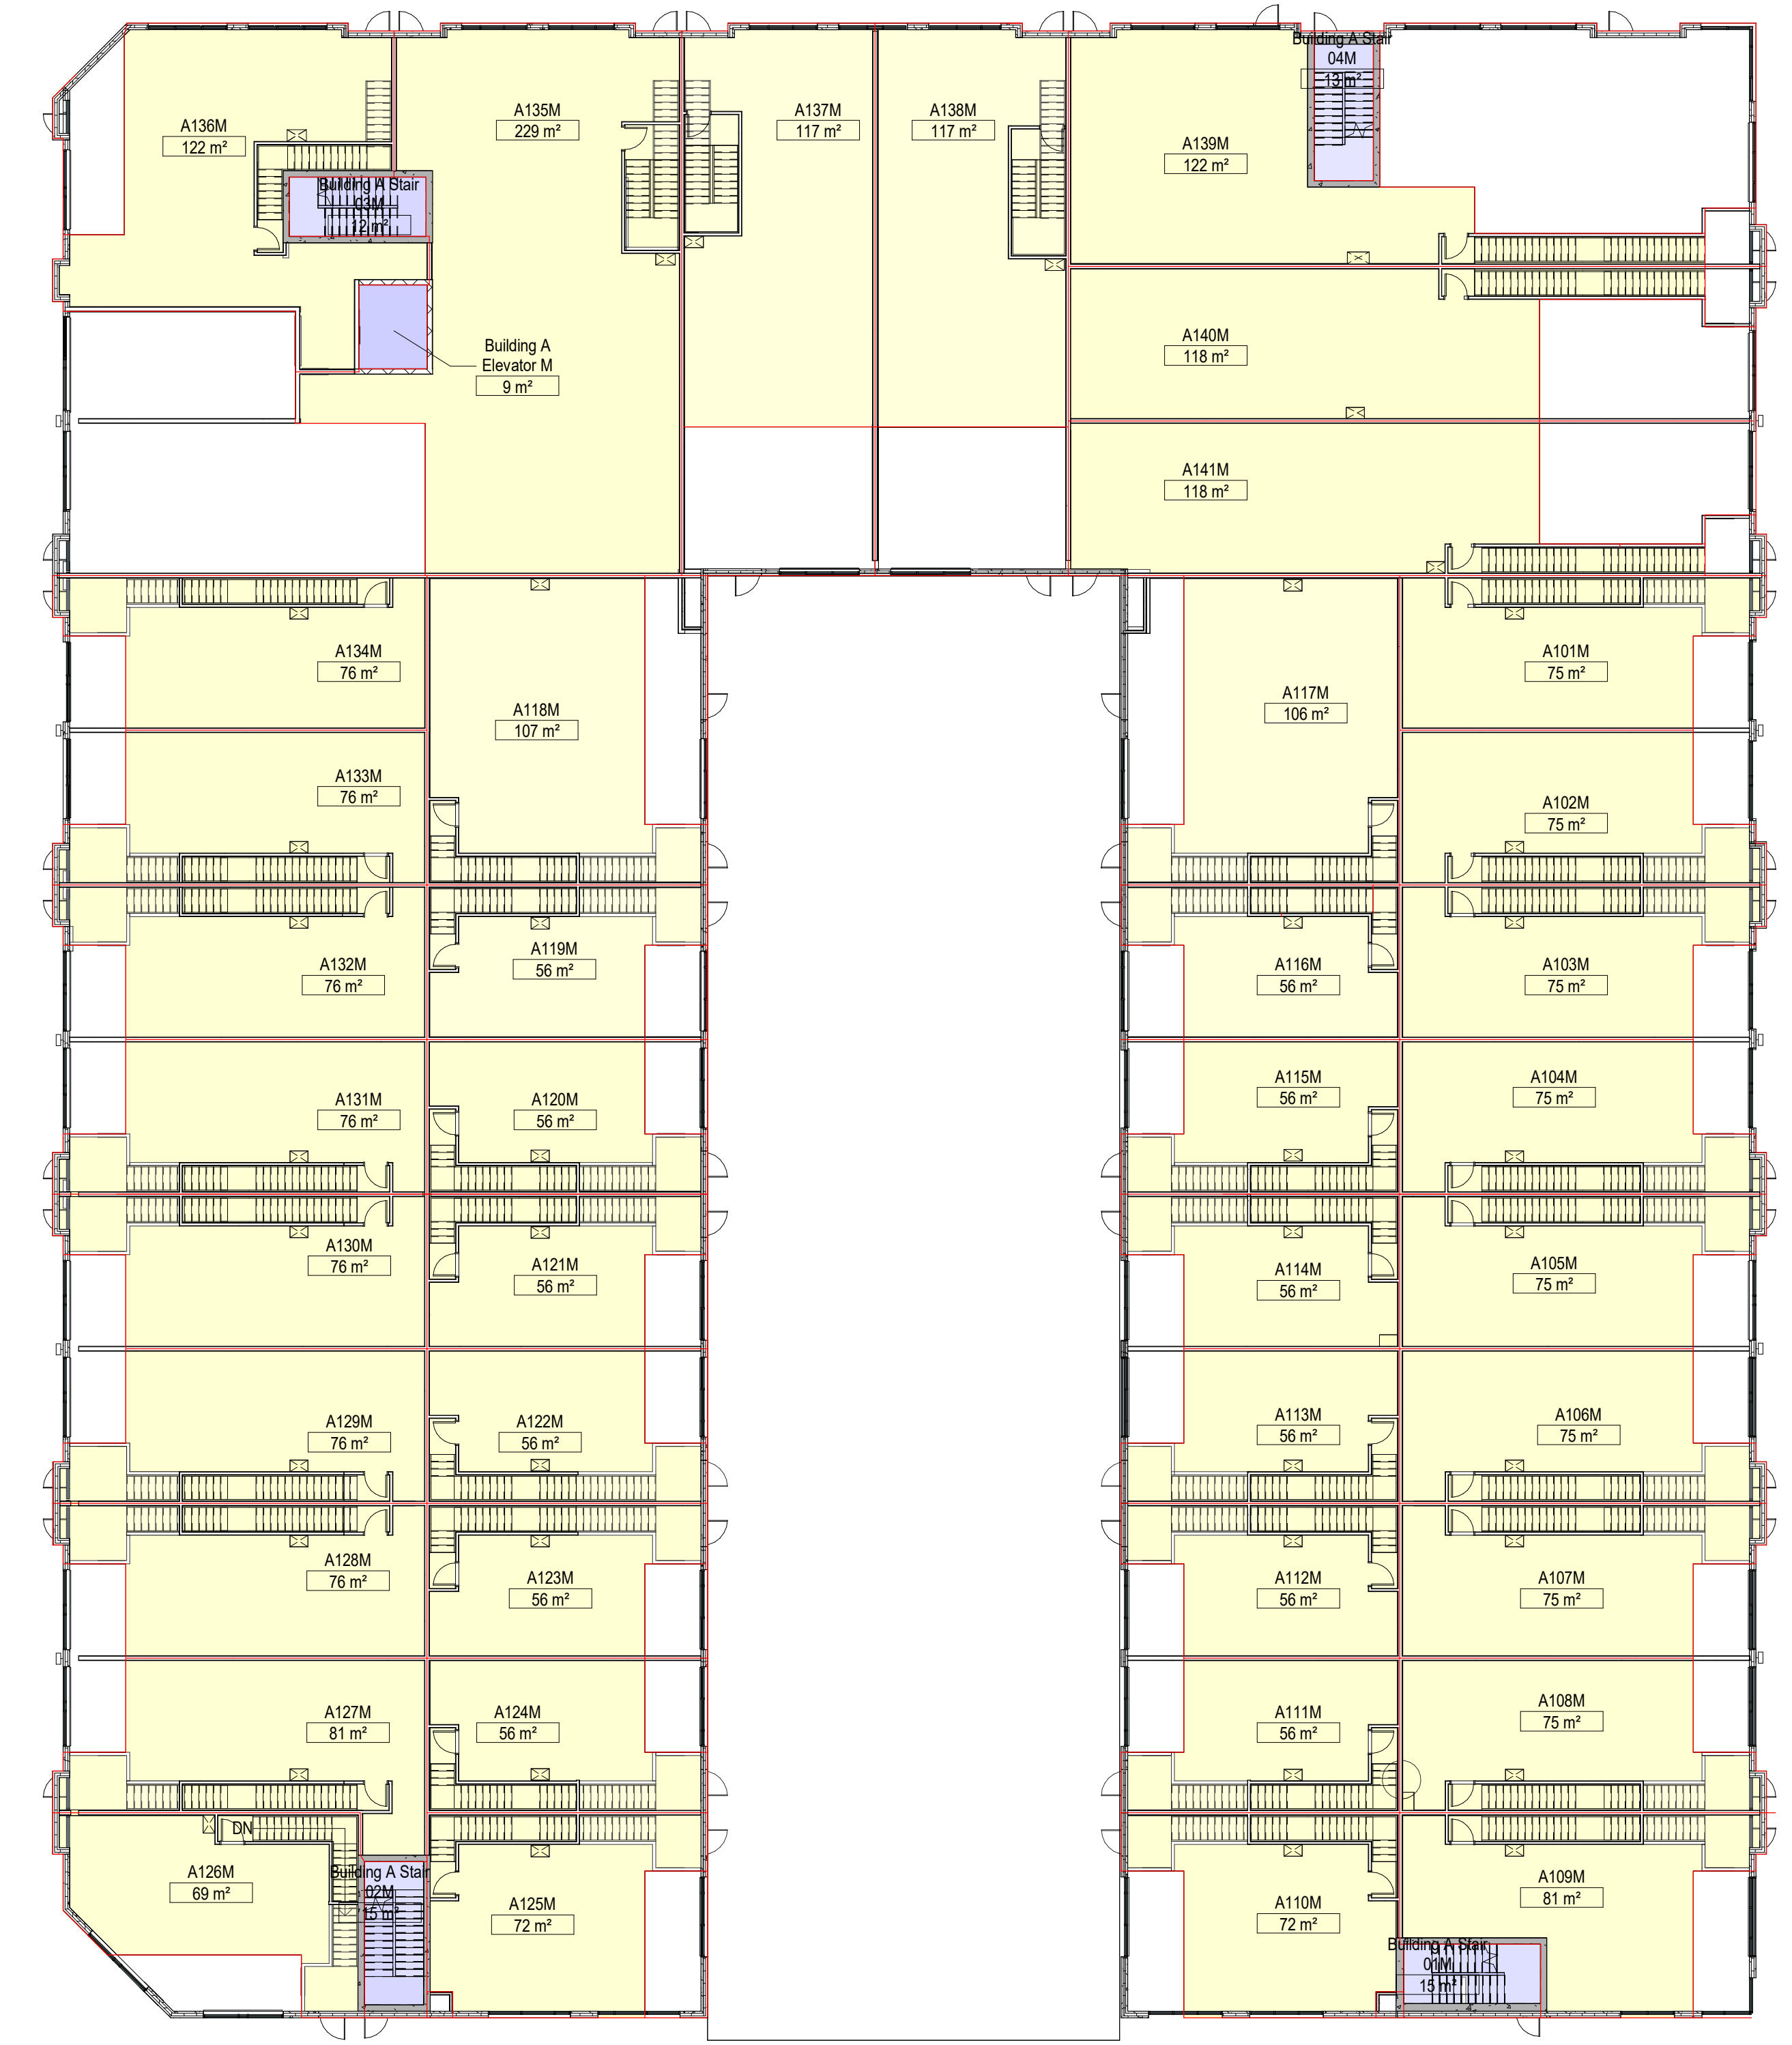 Building A Stair
04M
13 m²
A136M
122 m²
A135M
229 m²
A137M
117 m²
A138M
117 m²
A139M
122 m²
Building A Stair
03M
12 m²
Building A
Elevator M
9 m²
A140M
118 m²
A141M
118 m²
A134M
76 m²
A118M
107 m²
A117M
106 m²
A101M
75 m²
A133M
76 m²
A102M
75 m²
A132M
76 m²
A119M
56 m²
A116M
56 m²
A103M
75 m²
A131M
76 m²
A120M
56 m²
A115M
56 m²
A104M
75 m²
A130M
76 m²
A121M
56 m²
A114M
56 m²
A105M
75 m²
A129M
76 m²
A122M
56 m²
A113M
56 m²
A106M
75 m²
A128M
76 m²
A123M
56 m²
A112M
56 m²
A107M
75 m²
A127M
81 m²
A124M
56 m²
A111M
56 m²
A108M
75 m²
DN
A126M
69 m²
Building A Stair
02M
15 m²
A125M
72 m²
A110M
72 m²
A109M
81 m²
Building A Stair
01M
15 m²